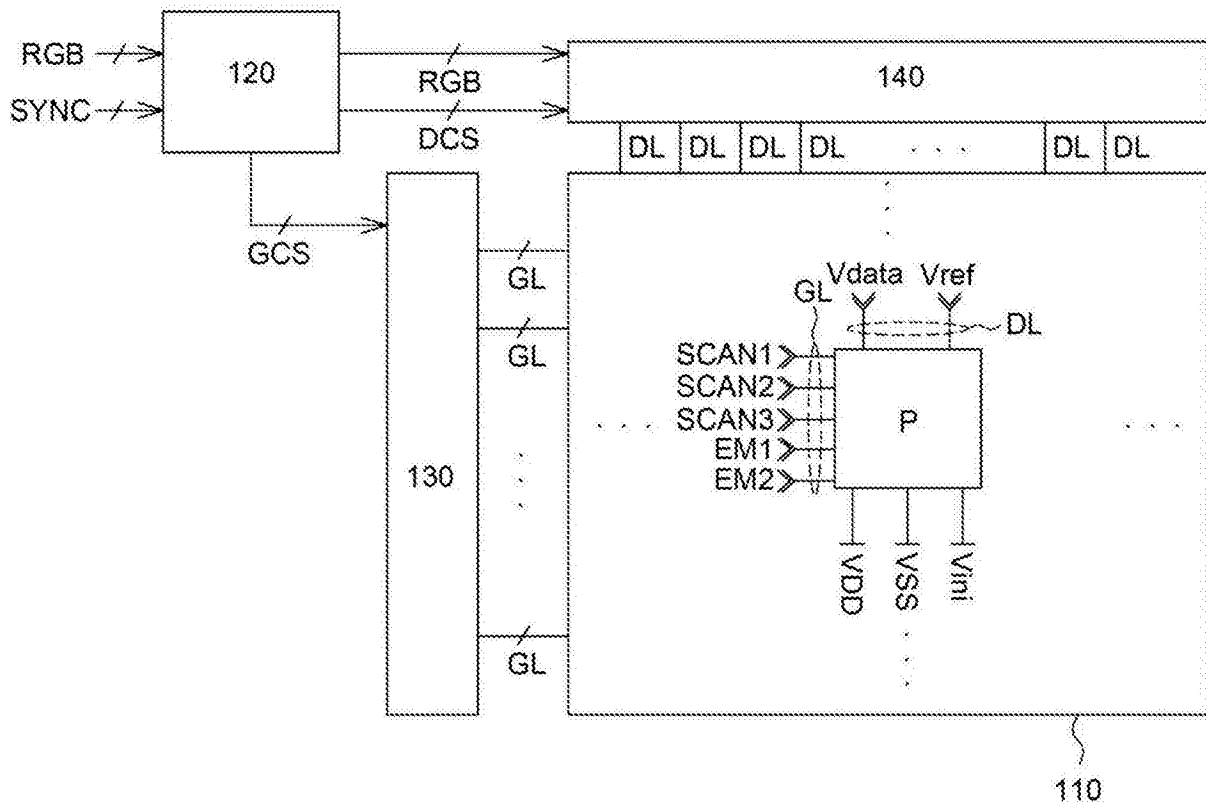 RGB
SYNC
120
RGB
DCS
140
DL DL DL DL DL DL
GCS
130
GL
GL
GL
Vdata Vref
GL
DL
SCAN1
SCAN2
SCAN3
EM1
EM2
P
VDD
VSS
Vini
110